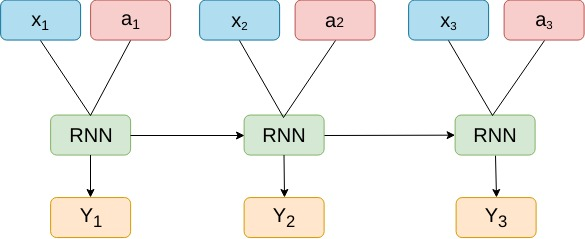 x1 a1 x2 a2 x3 a3
RNN RNN RNN
Y1 Y2 Y3